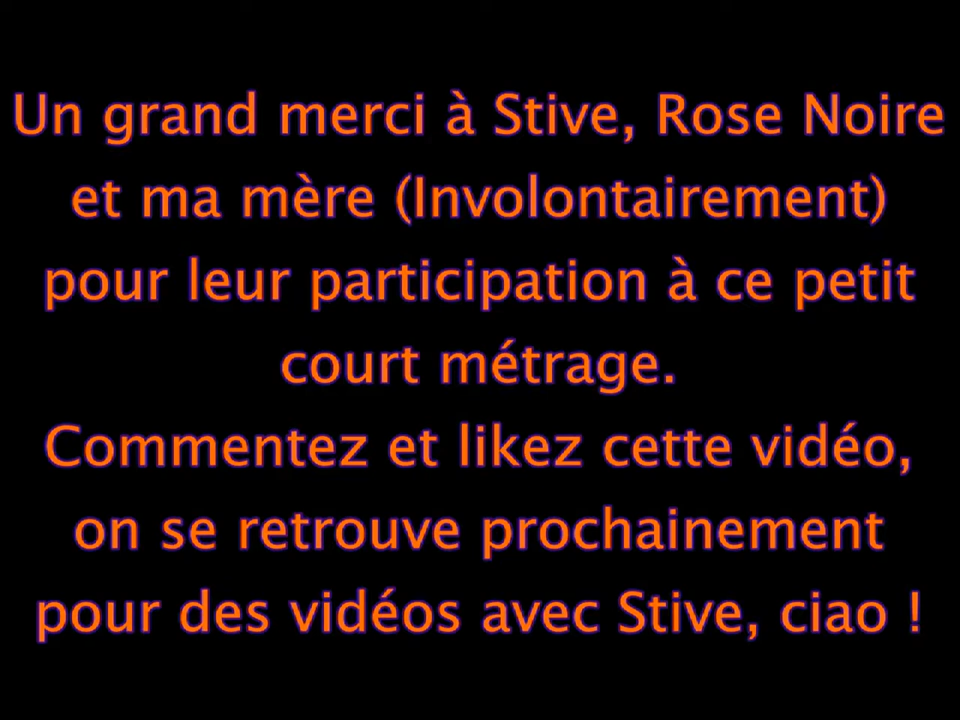 Un grand merci à Stive, Rose Noire
et ma mère (Involontairement)
pour leur participation à ce petit
court métrage.
Commentez et likez cette vidéo,
on se retrouve prochainement
pour des vidéos avec Stive, ciao !